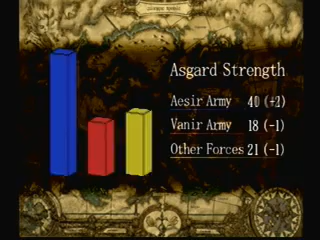 Asgard Strength
Aesir Army 40 (+2)
Vanir Army 18 (-1)
Other Forces 21 (-1)